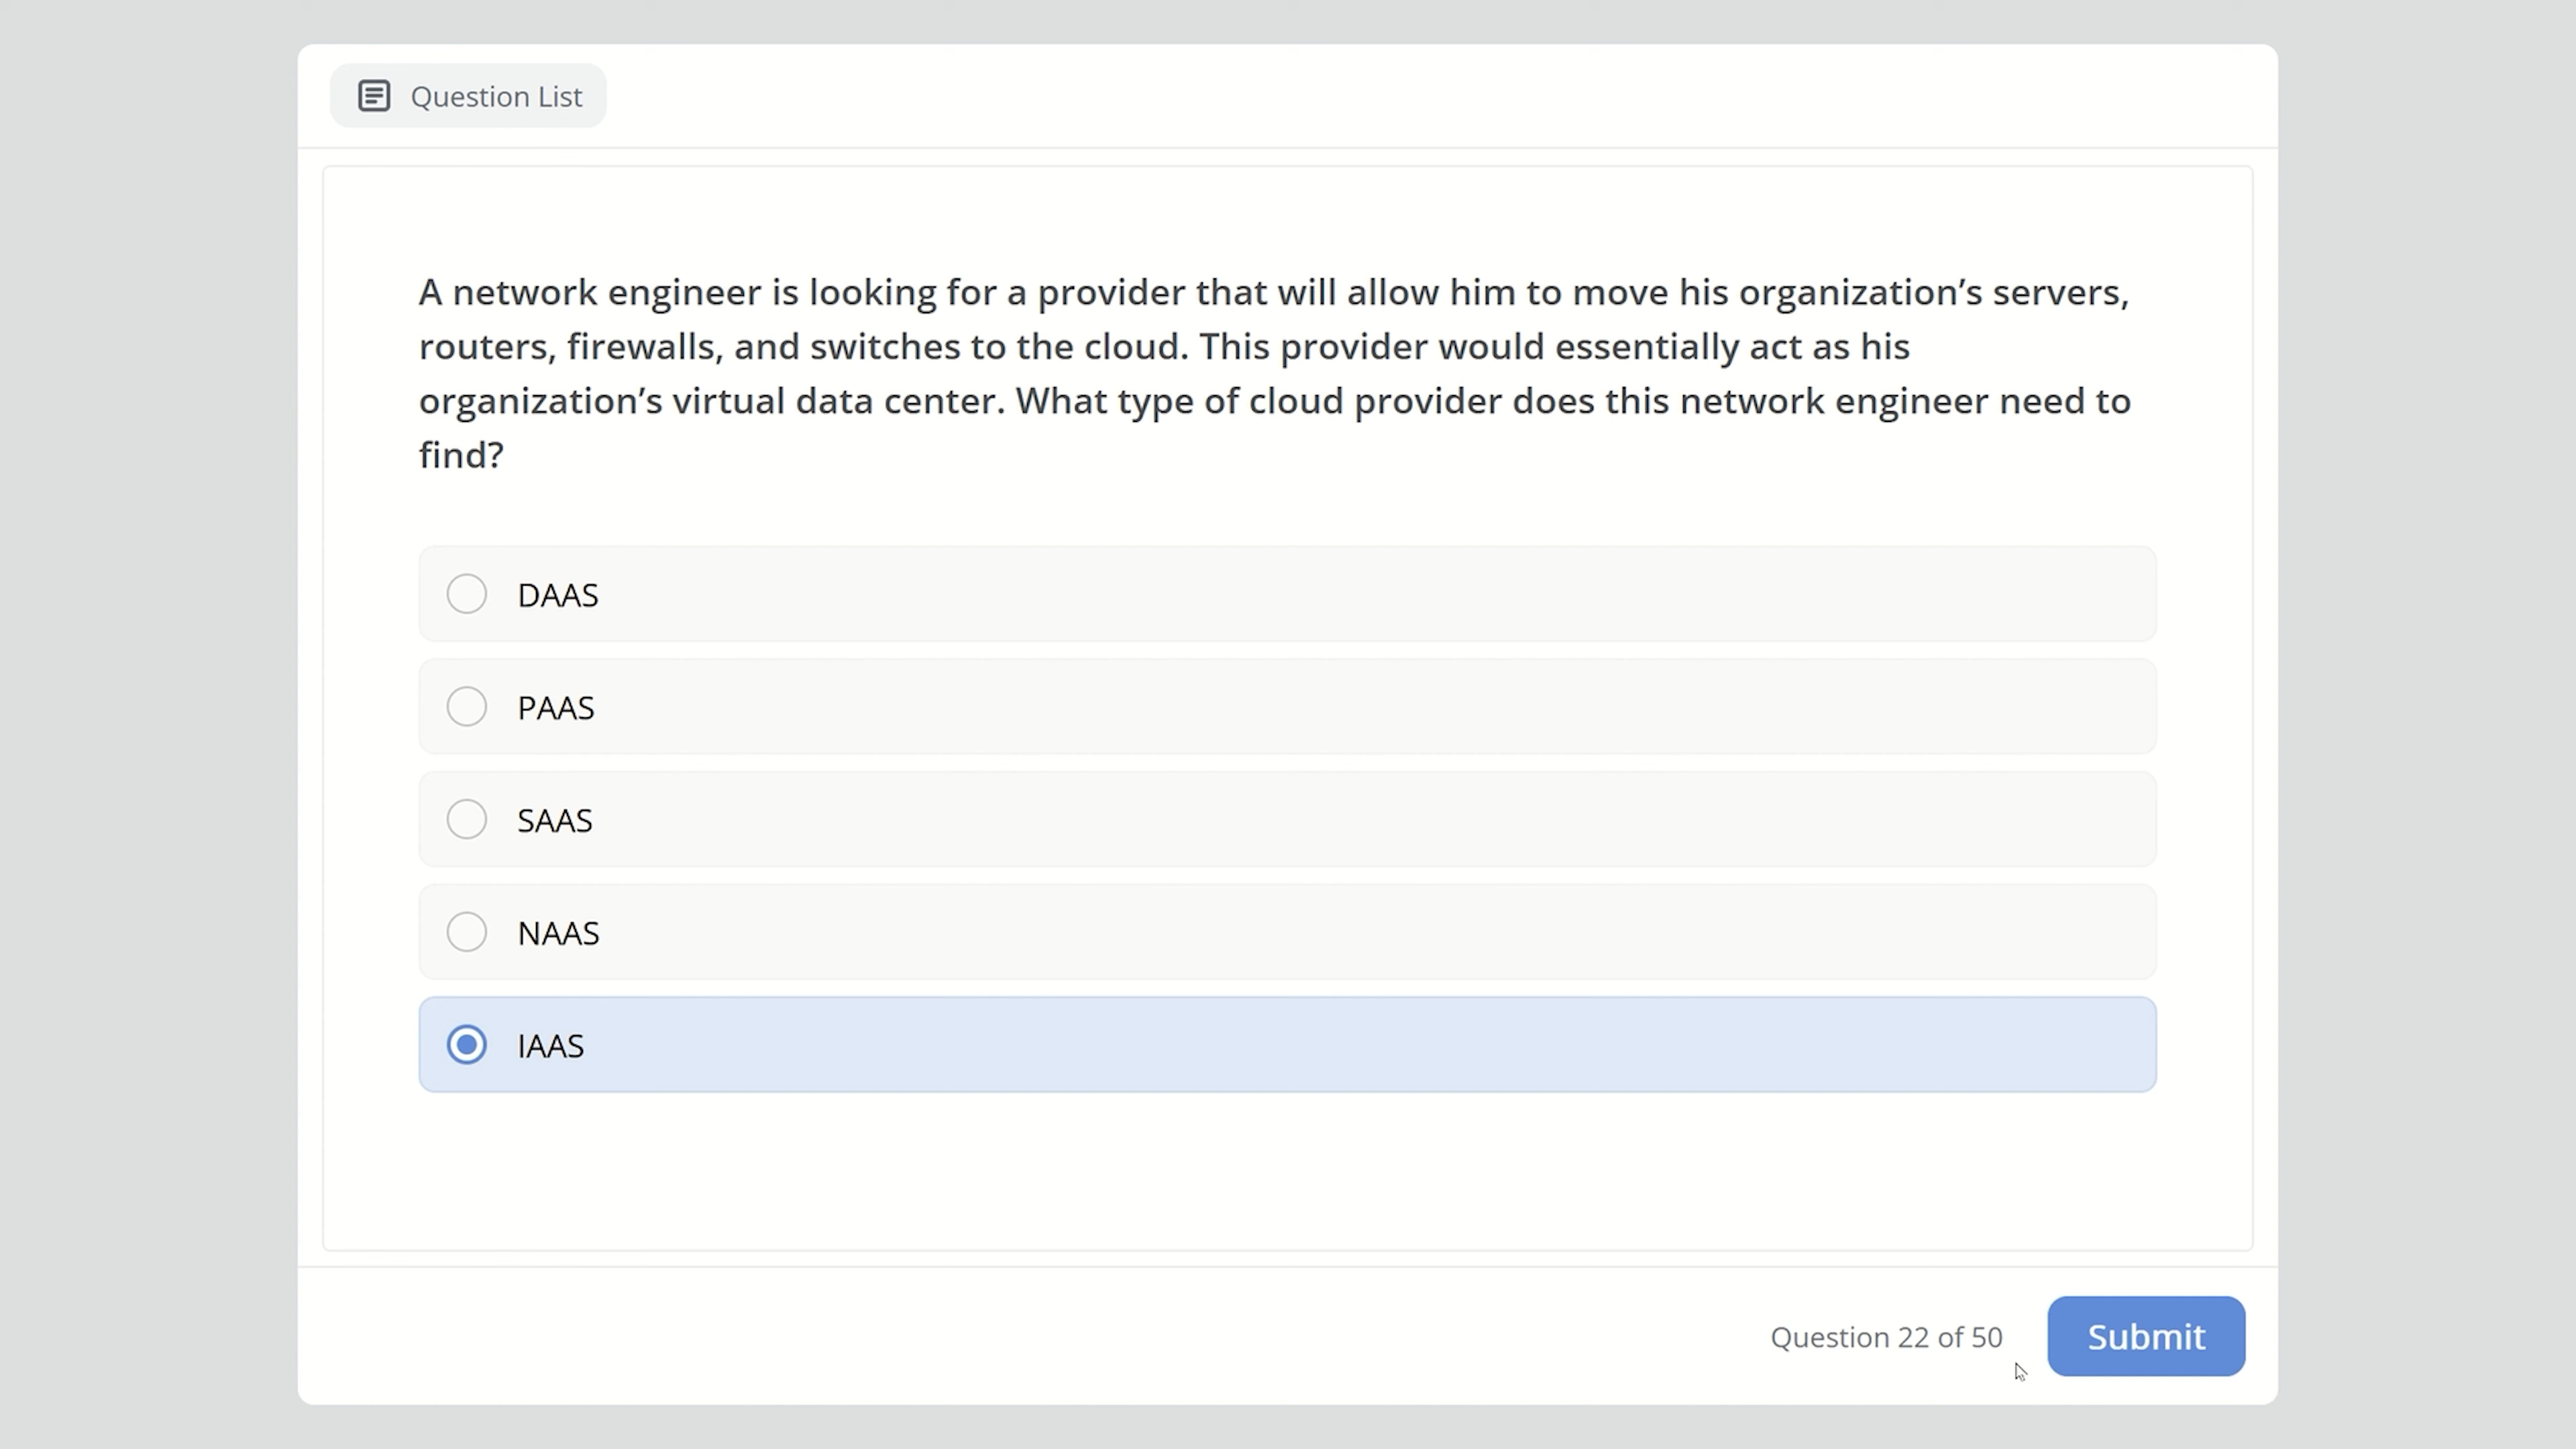 Question List
A network engineer is looking for a provider that will allow him to move his organization’s servers,
routers, firewalls, and switches to the cloud. This provider would essentially act as his
organization’s virtual data center. What type of cloud provider does this network engineer need to
find?
DAAS
PAAS
SAAS
NAAS
IAAS
Question 22 of 50
Submit